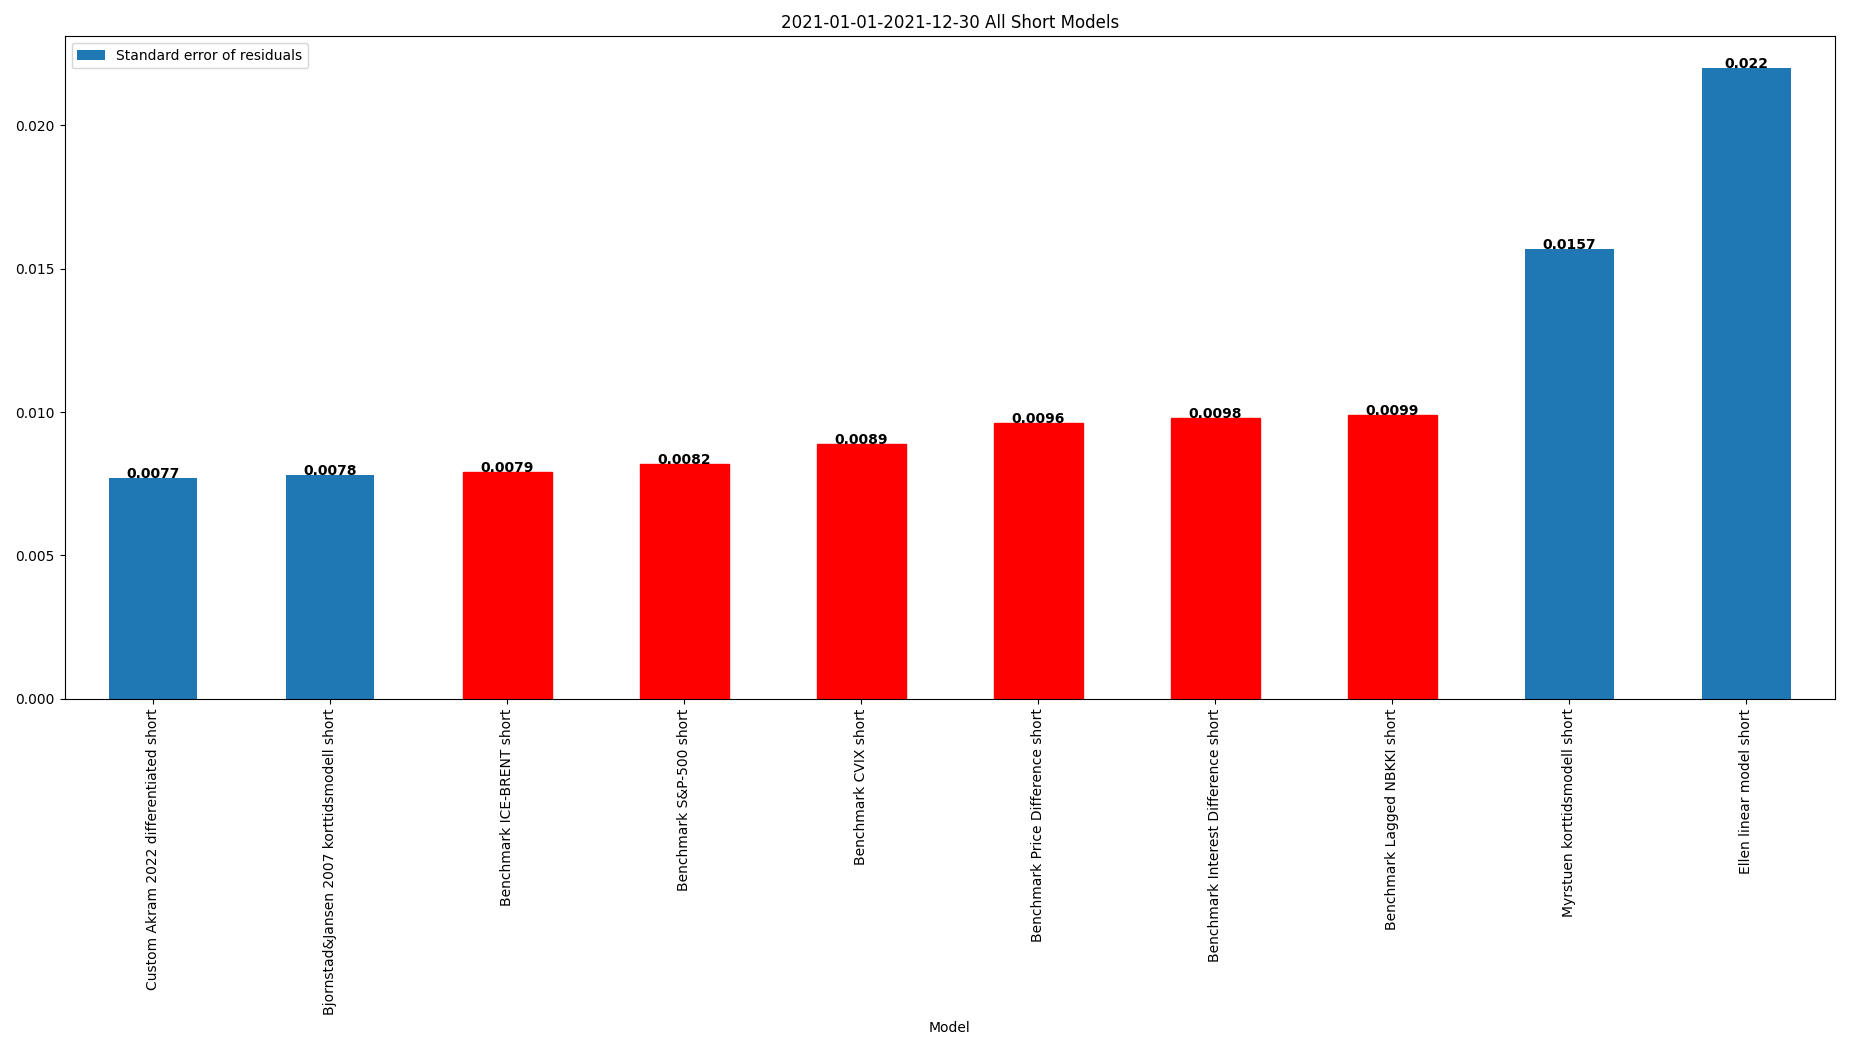 2021-01-01-2021-12-30 All Short Models
Standard error of residuals
0.020
0.015
0.010
0.005
0.000
0.0077
0.0078
0.0079
0.0082
0.0089
0.0096
0.0098
0.0099
0.0157
0.022
Custom Akram 2022 differentiated short
Bjornstad&Jansen 2007 korttidsmodell short
Benchmark ICE-BRENT short
Benchmark S&P-500 short
Benchmark CVIX short
Benchmark Price Difference short
Benchmark Interest Difference short
Benchmark Lagged NBKKI short
Myrstuen korttidsmodell short
Ellen linear model short
Model